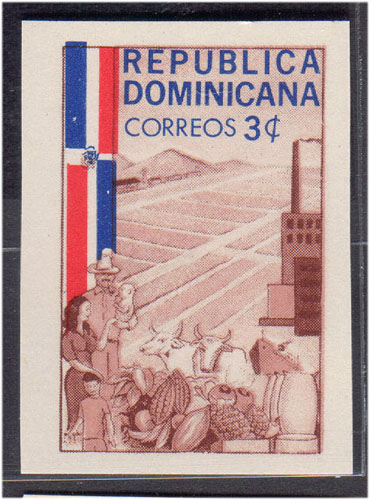 REPUBLICA
DOMINICANA
CORREOS 3¢